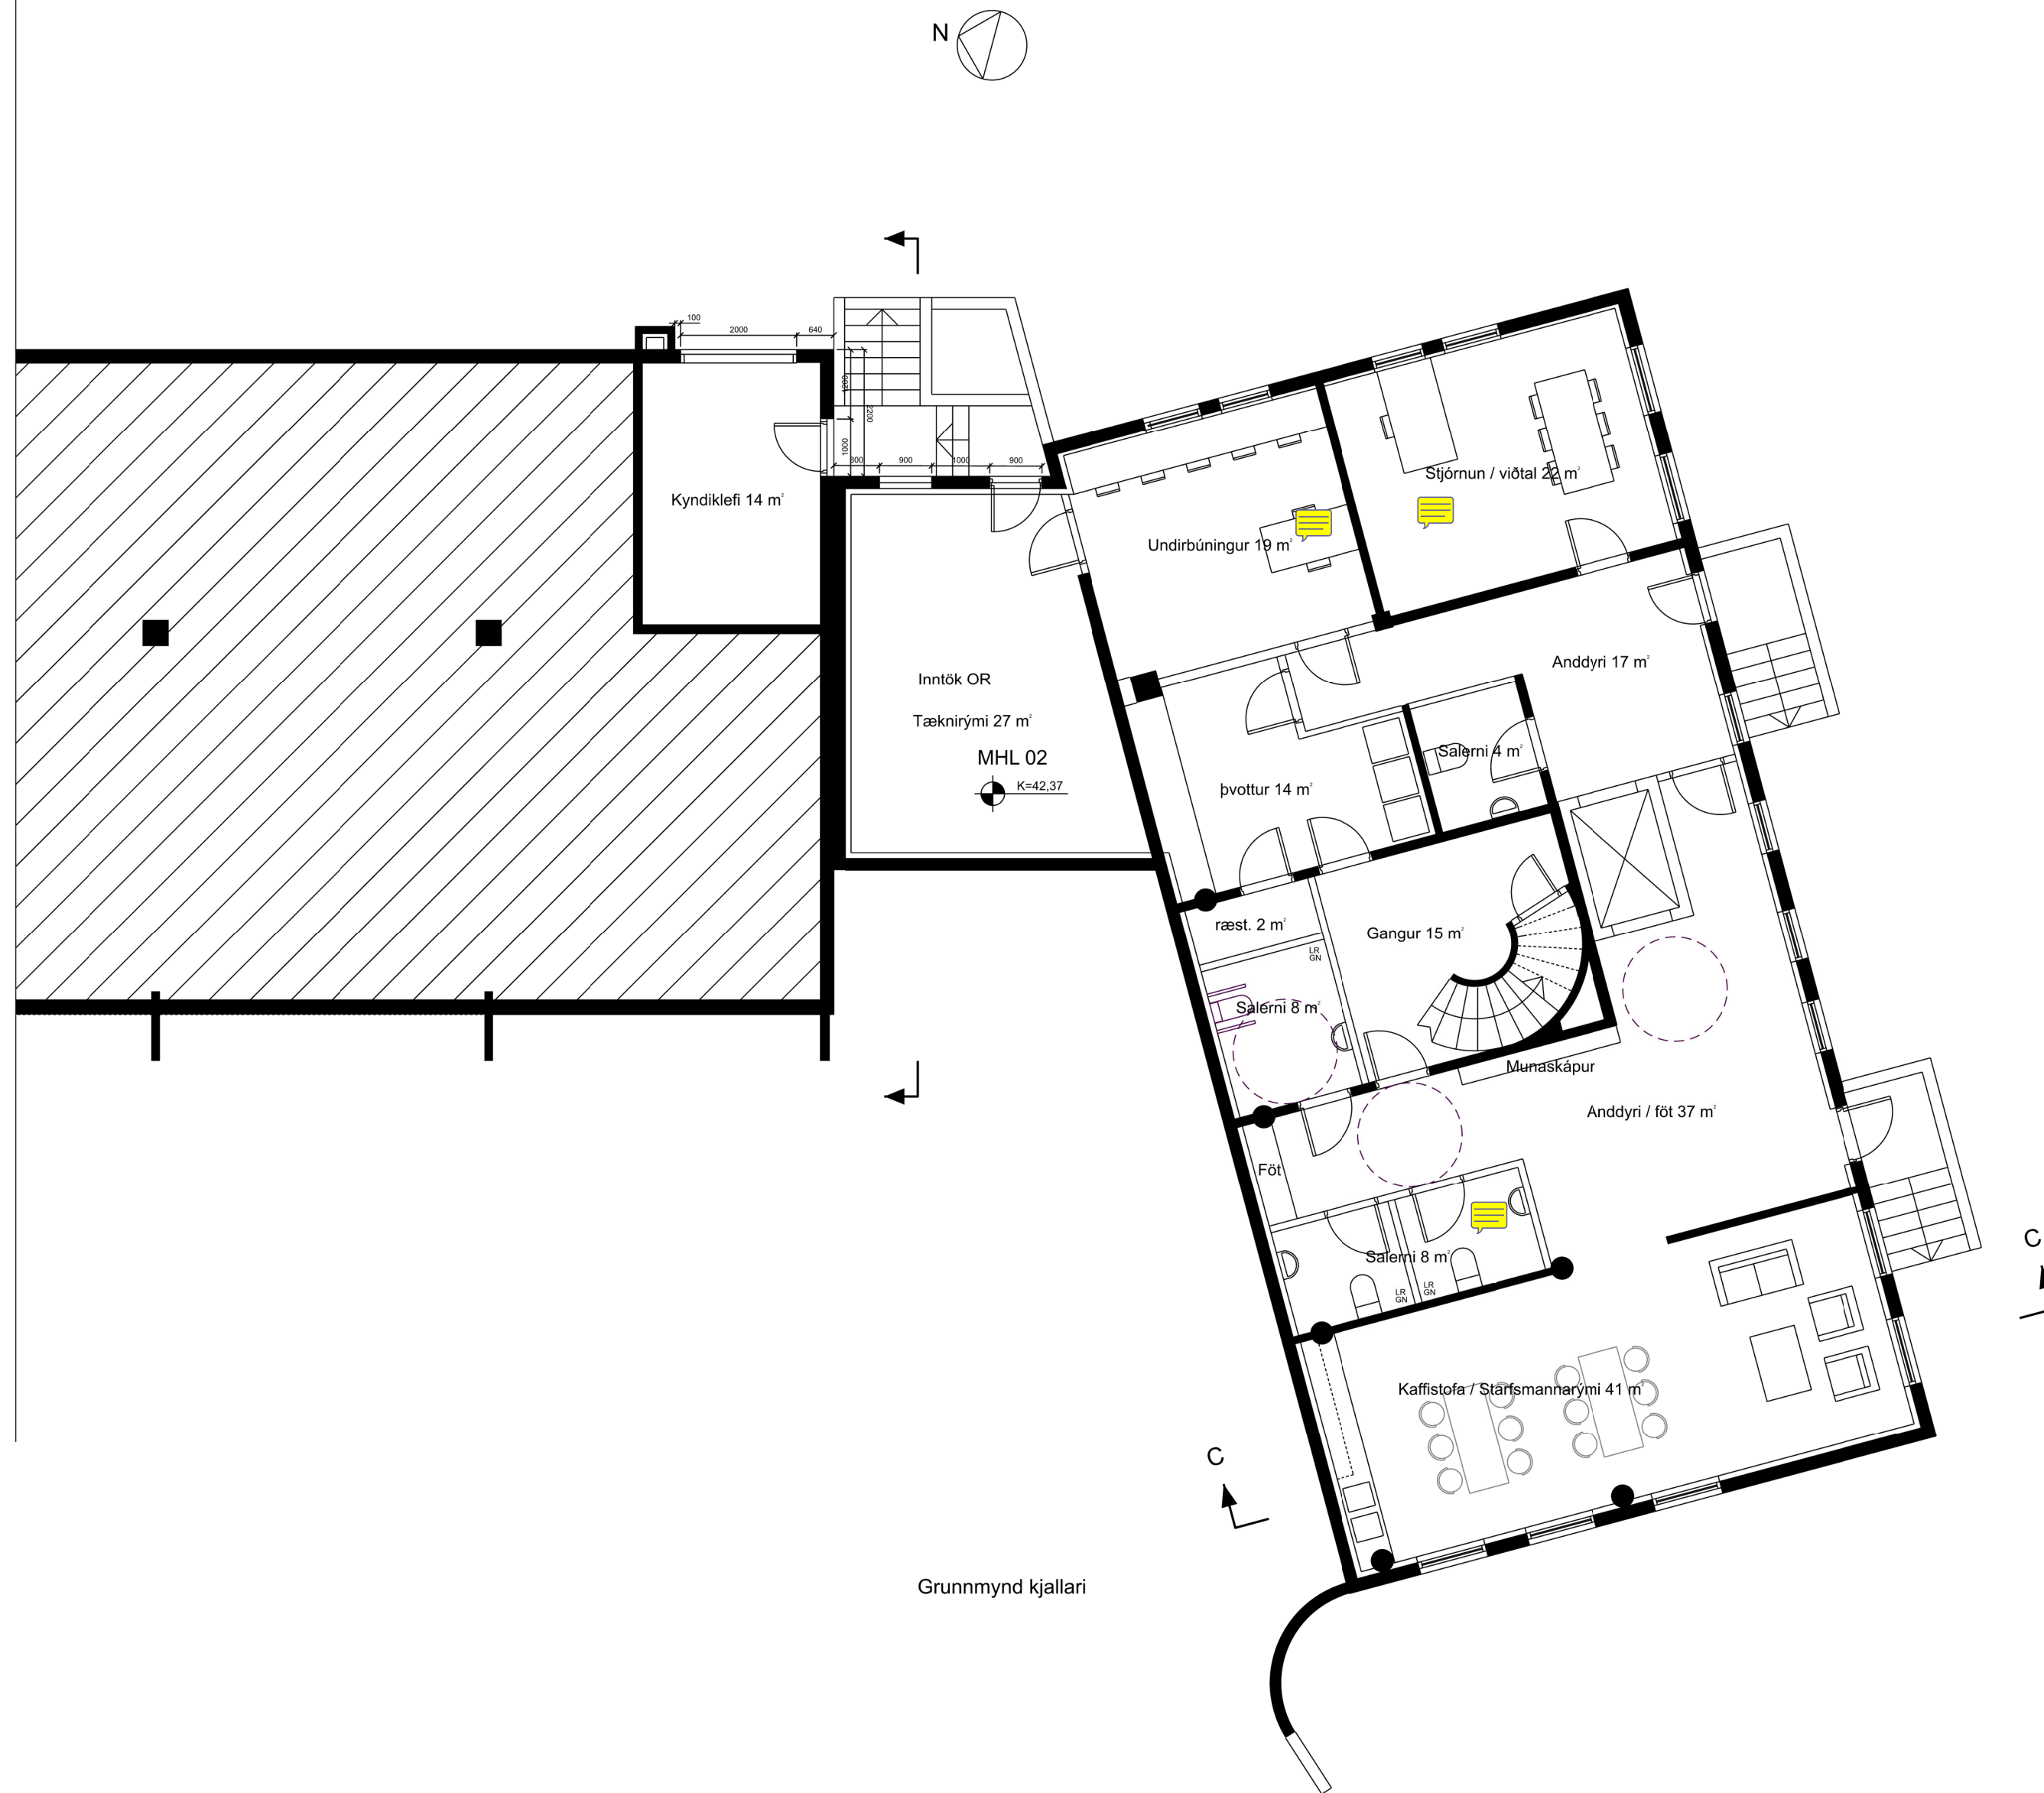 N
100
2000
640
1200
2200
1000
800
900
1000
900
Kyndiklefi 14 m²
Stjórnun / viðtal 22 m²
Undirbúningur 19 m²
Anddyri 17 m²
Inntök OR
Tæknirými 27 m²
MHL 02
K=42,37
Salerni 4 m²
þvottur 14 m²
ræst. 2 m²
Gangur 15 m²
LR
GN
Salerni 8 m²
Munaskápur
Anddyri / föt 37 m²
Föt
Salerni 8 m²
LR
GN
LR
GN
C
Kaffistofa / Starfsmannarými 41 m²
C
Grunnmynd kjallari